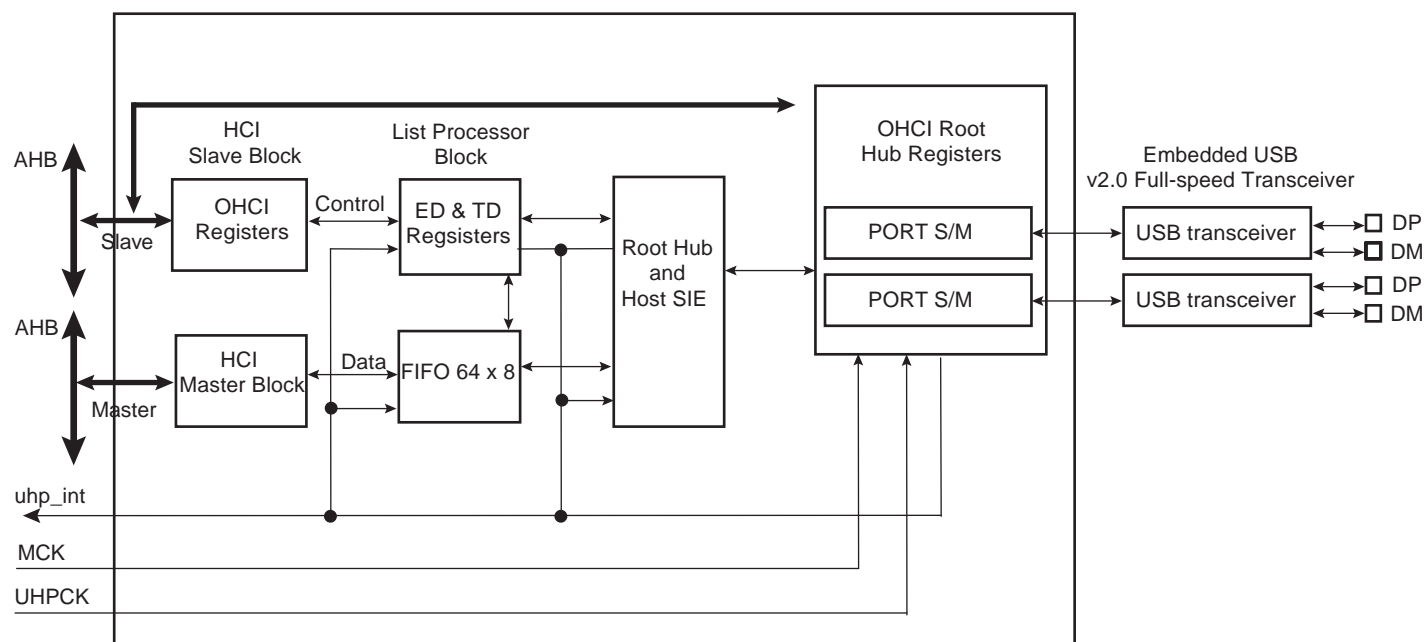 HCI
Slave Block
List Processor
Block
OHCI Root
Hub Registers
Embedded USB
v2.0 Full-speed Transceiver
AHB
Slave
OHCI
Registers
Control
ED & TD
Regsisters
Root Hub
and
Host SIE
PORT S/M
USB transceiver
DP
DM
PORT S/M
USB transceiver
DP
DM
AHB
Master
HCI
Master Block
Data
FIFO 64 x 8
uhp_int
MCK
UHPCK